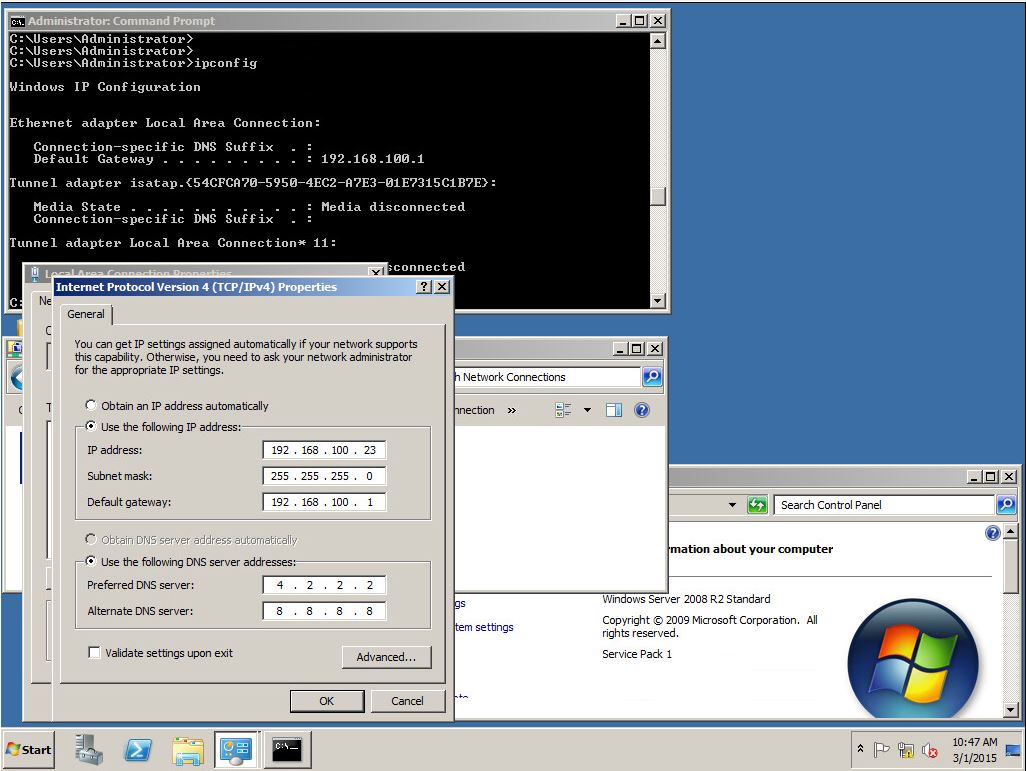 Administrator: Command Prompt
C:\Users\Administrator>
C:\Users\Administrator>
C:\Users\Administrator>ipconfig
Windows IP Configuration
Ethernet adapter Local Area Connection:
Connection-specific DNS Suffix . :
Default Gateway . . . . . . . . . : 192.168.100.1
Tunnel adapter isatap.{54CFCA70-5950-4EC2-A7E3-01E7315C1B7E}:
Media State . . . . . . . . . . . : Media disconnected
Connection-specific DNS Suffix . :
Tunnel adapter Local Area Connection* 11:
sconnected
C:
Local Area Connection Properties
Ne
Internet Protocol Version 4 (TCP/IPv4) Properties
General
You can get IP settings assigned automatically if your network supports
this capability. Otherwise, you need to ask your network administrator
for the appropriate IP settings.
Obtain an IP address automatically
Use the following IP address:
IP address: 192 . 168 . 100 . 23
Subnet mask: 255 . 255 . 255 . 0
Default gateway: 192 . 168 . 100 . 1
Obtain DNS server address automatically
Use the following DNS server addresses:
Preferred DNS server: 4 . 2 . 2 . 2
Alternate DNS server: 8 . 8 . 8 . 8
Validate settings upon exit
Advanced...
OK Cancel
h Network Connections
nnection »
Search Control Panel
rmation about your computer
gs
tem settings
Windows Server 2008 R2 Standard
Copyright © 2009 Microsoft Corporation. All
rights reserved.
Service Pack 1
Start
10:47 AM
3/1/2015